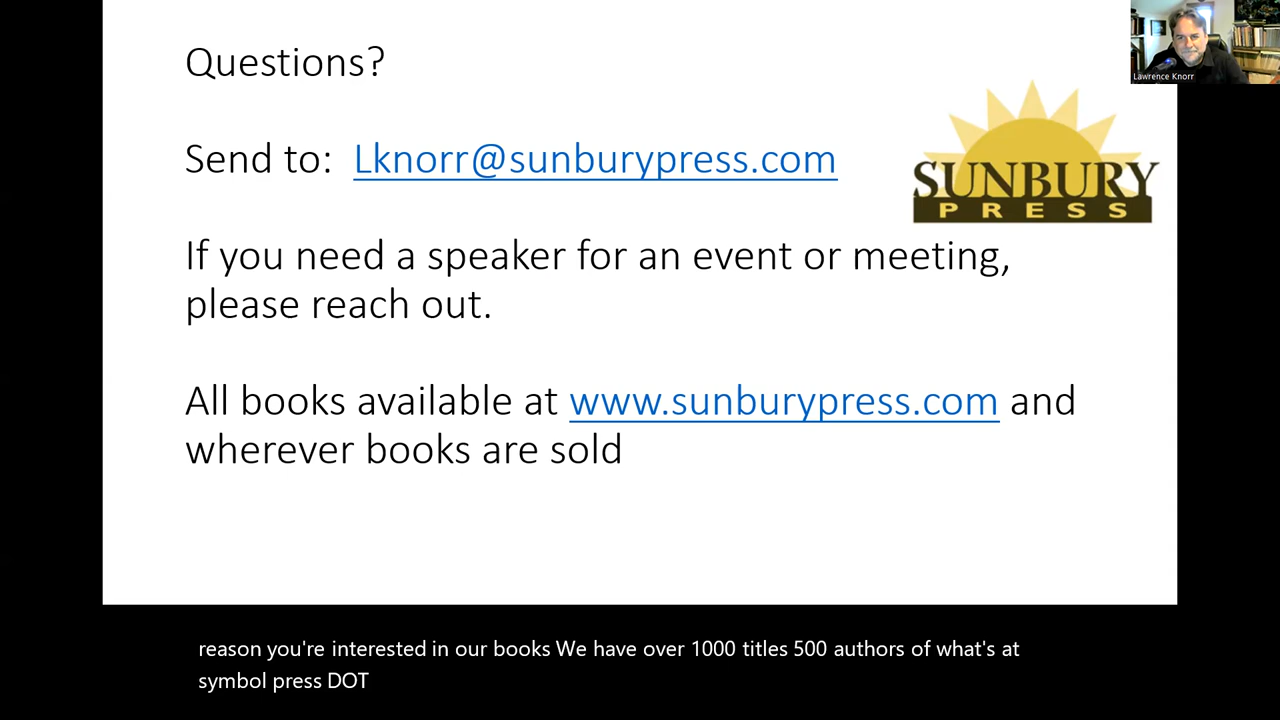 Questions?
Send to: Lknorr@sunburypress.com
If you need a speaker for an event or meeting,
please reach out.
All books available at www.sunburypress.com and
wherever books are sold
SUNBURY
PRESS
Lawrence Knorr
reason you're interested in our books We have over 1000 titles 500 authors of what's at
symbol press DOT